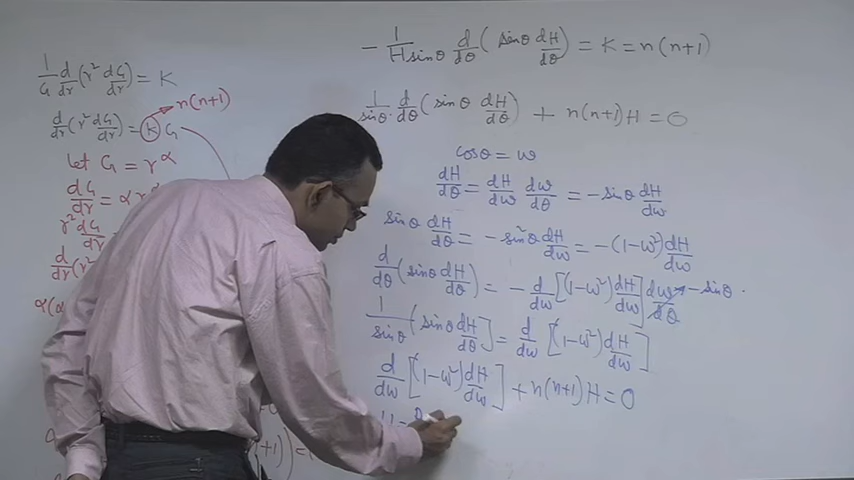 1/G d/dr (r² dG/dr) = K
d/dr (r² dG/dr) = K G → n(n+1)
let G = r^α
dG/dr = α r
r² dG/dr
d/dr (r
α(α
- 1/(H sinθ) d/dθ (sinθ dH/dθ) = K = n(n+1)
1/sinθ · d/dθ (sinθ dH/dθ) + n(n+1)H = 0
cosθ = w
dH/dθ = dH/dw dw/dθ = - sinθ dH/dw
sinθ dH/dθ = - sin²θ dH/dw = -(1-w²) dH/dw
d/dθ (sinθ dH/dθ) = - d/dw [(1-w²) dH/dw] dw/dθ → - sinθ .
1/sinθ (sinθ dH/dθ] = d/dw [(1-w²) dH/dw]
d/dw [(1-w²) dH/dw] + n(n+1)H = 0
H =
+1) =